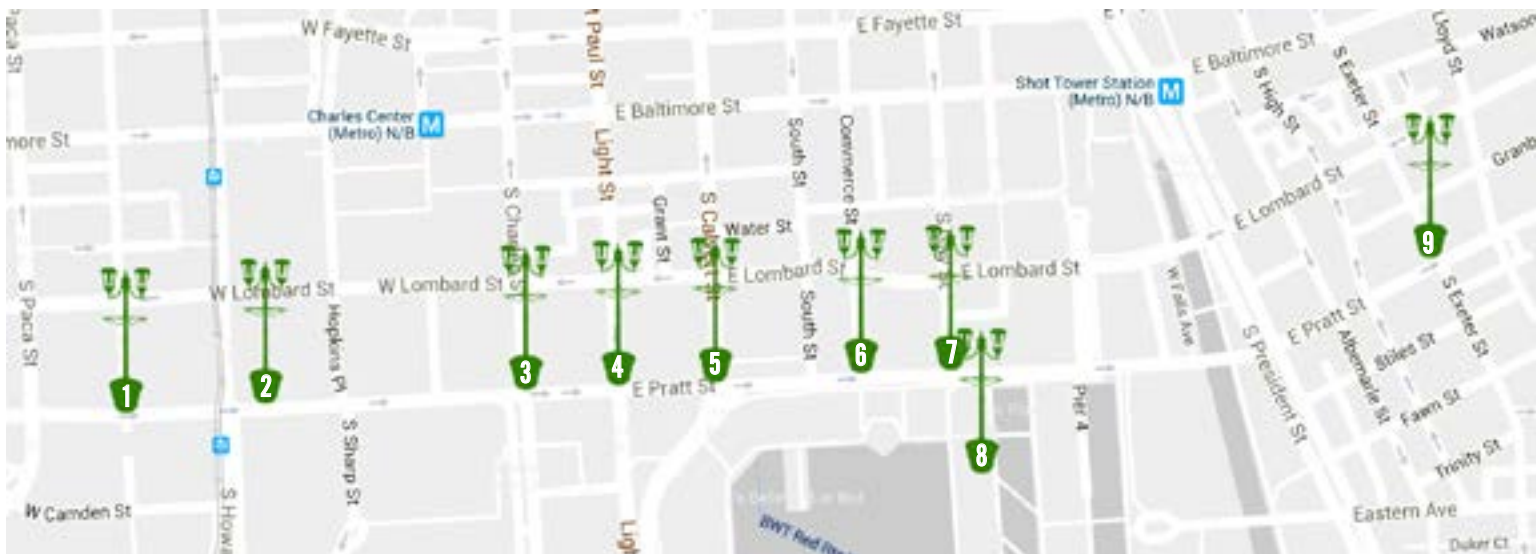 W Fayette St
E Fayette St
Lloyd St
E Baltimore St
S Exeter St
S High St
Shot Tower Station
(Metro) N/B
M
Charles Center
(Metro) N/B
M
E Baltimore St
Paul St
Light St
South St
Commerce St
more St
E Lombard St
Grant St
Water St
W Lombard St
W Lombard St
Lombard St
E Lombard St
S Paca St
Hopkins Pl
South St
W Falls Ave
S President St
E Pratt St
Albemarle St
Stiles St
S Exeter St
Fawn St
Trinity St
1
2
3
4
5
6
7
8
9
E Pratt St
Pier 4
S Sharp St
W Camden St
Eastern Ave
Duker Ct